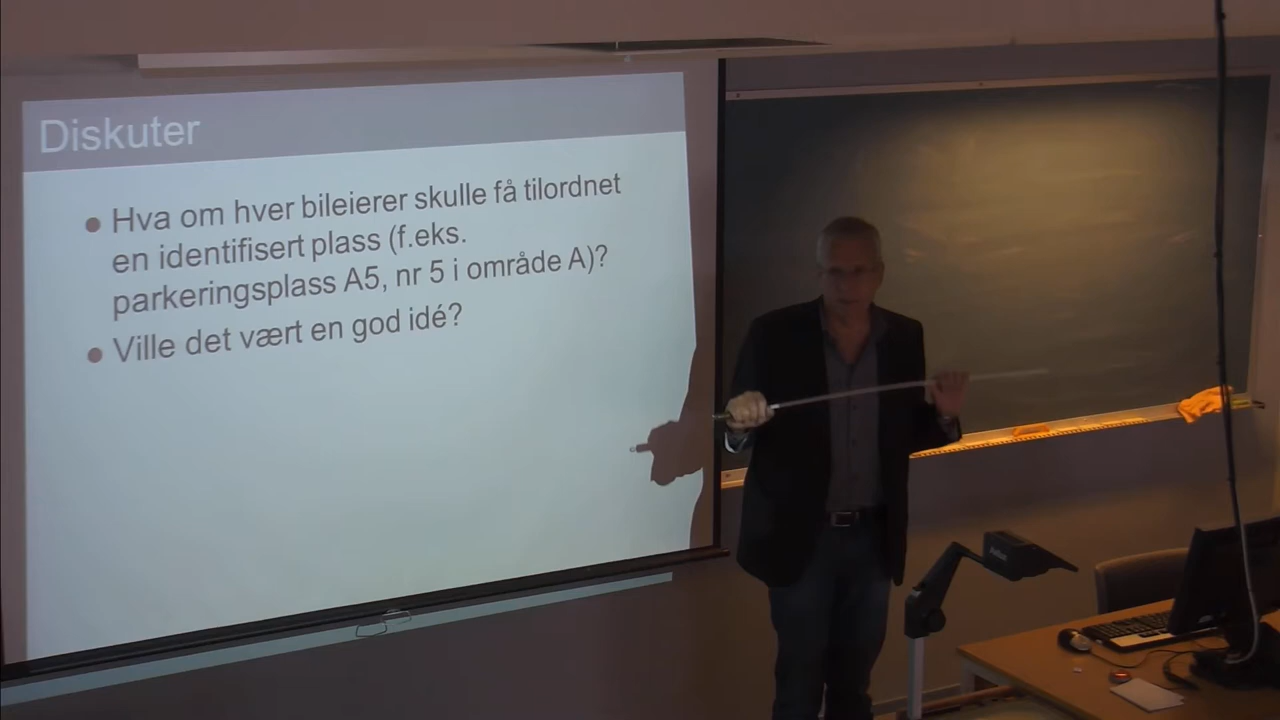 Diskuter
Hva om hver bileierer skulle få tilordnet
en identifisert plass (f.eks.
parkeringsplass A5, nr 5 i område A)?
Ville det vært en god idé?